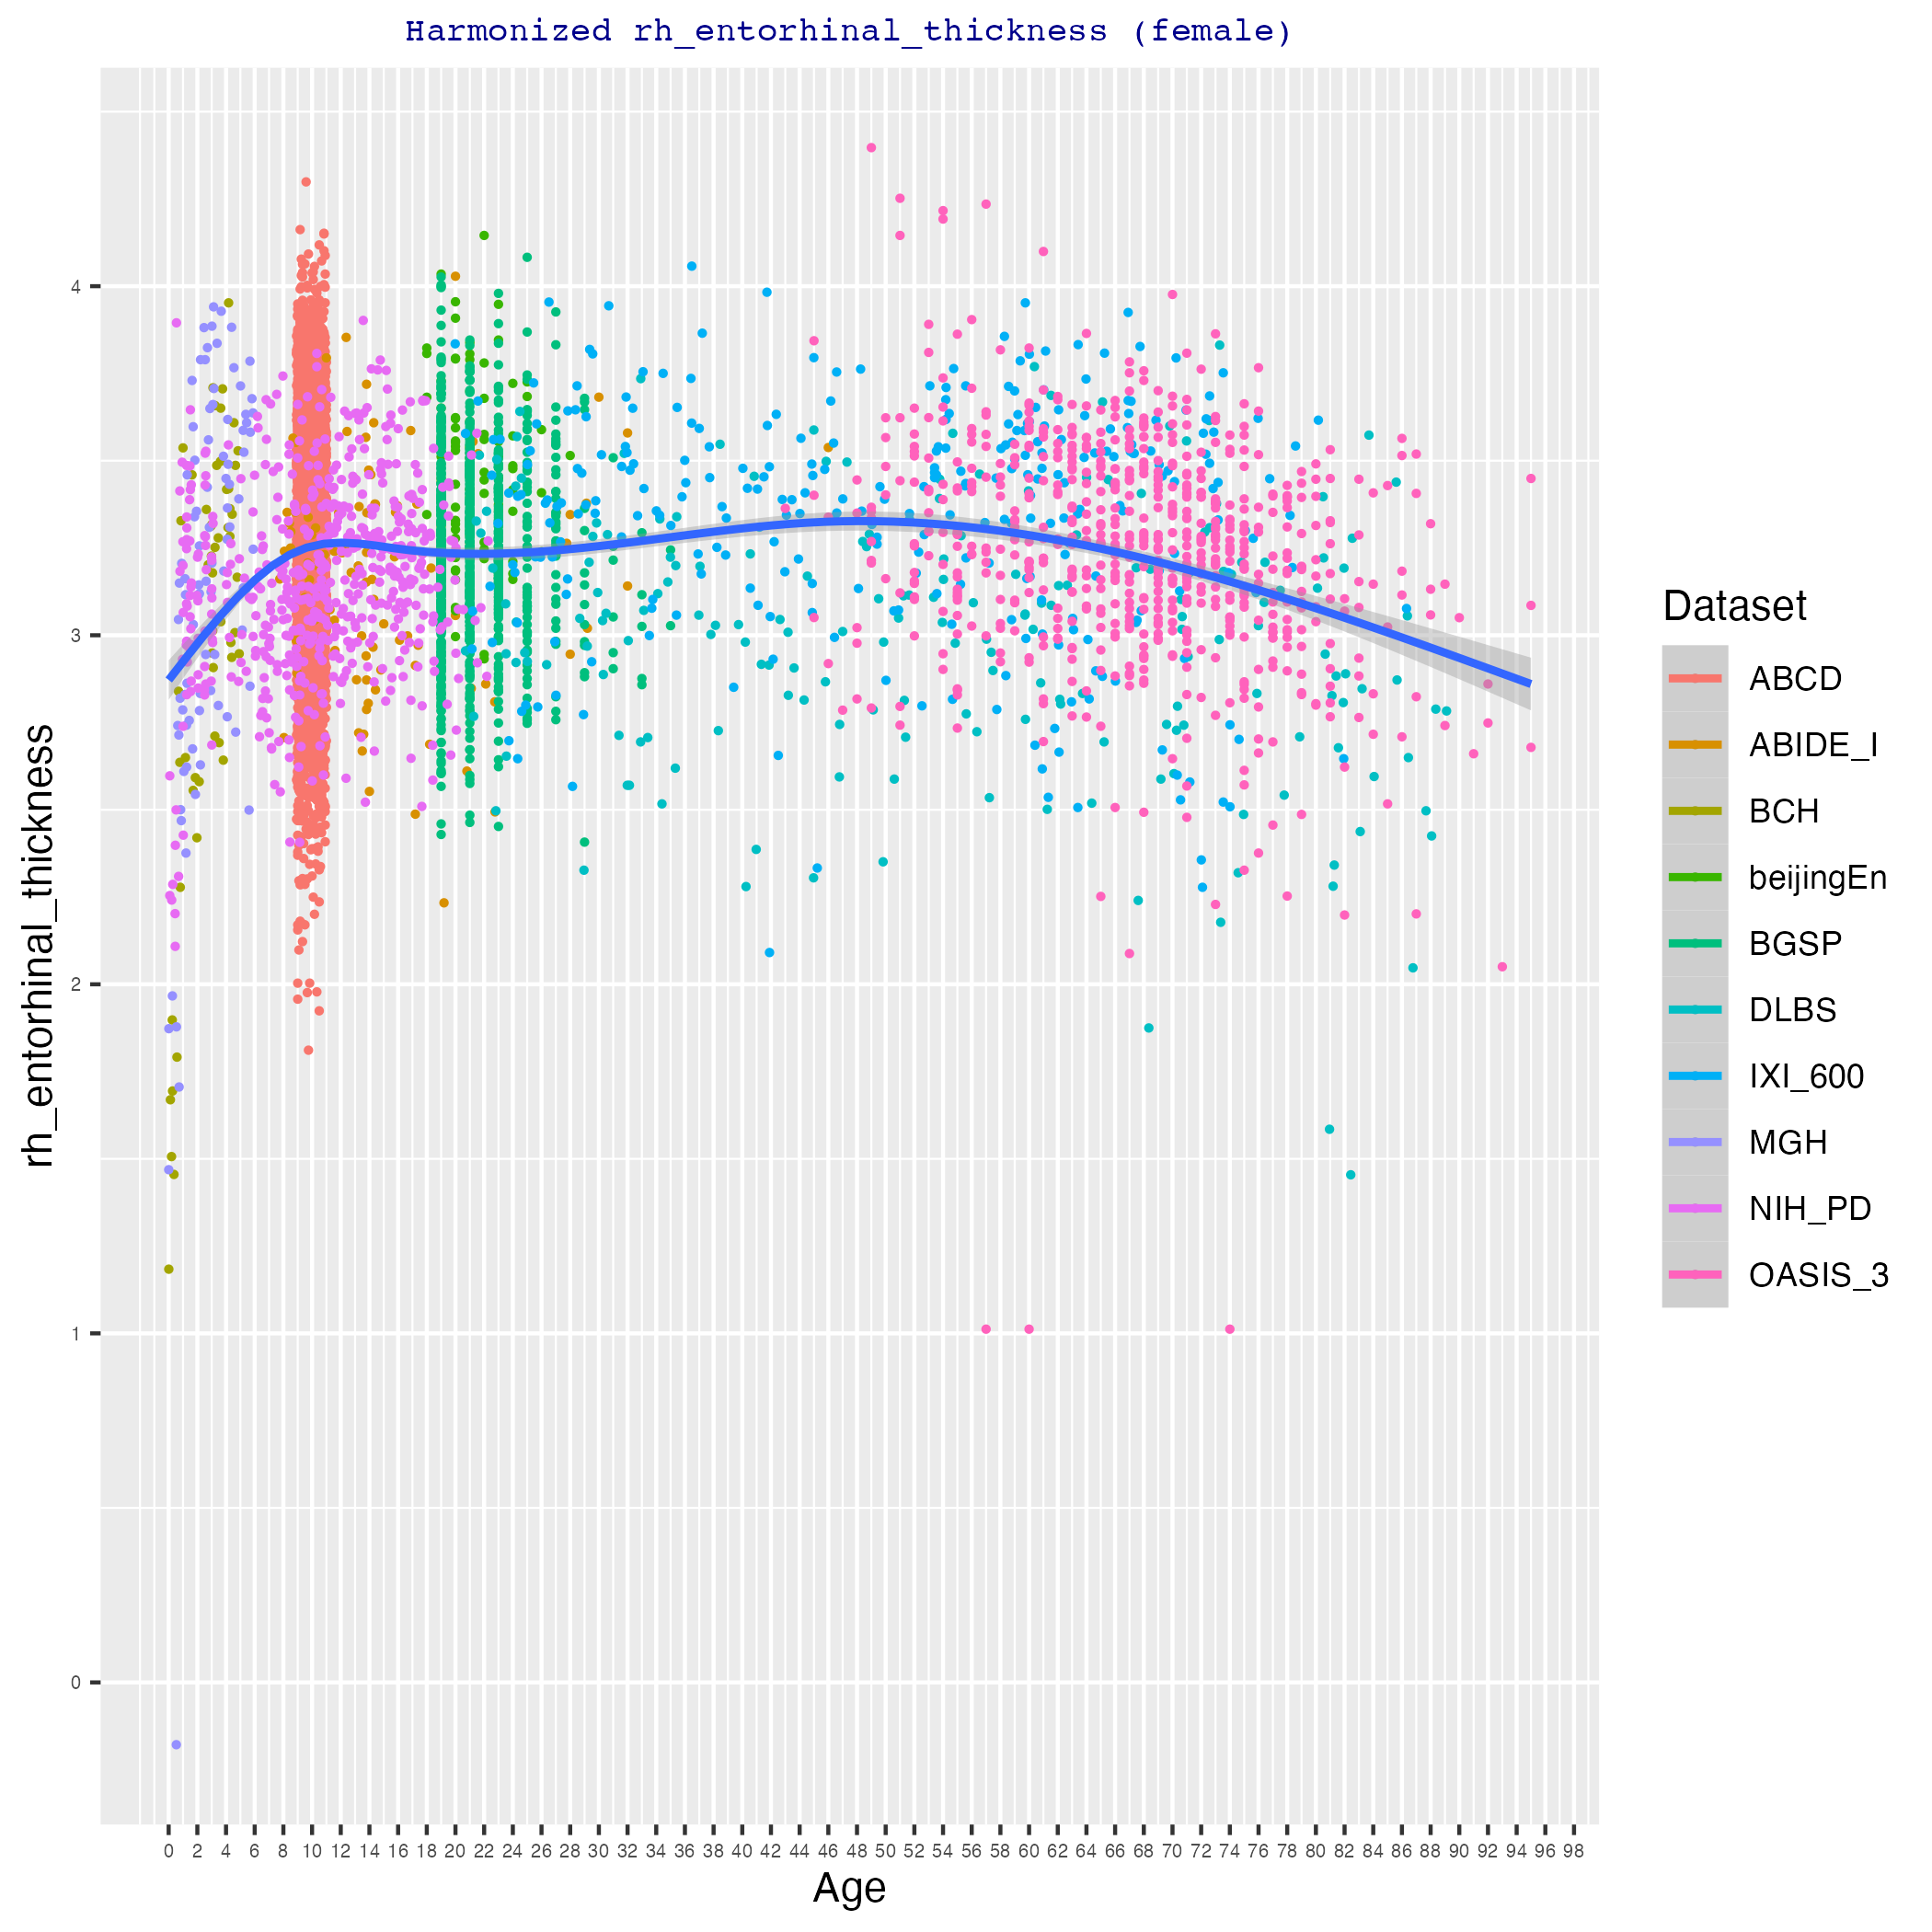 Harmonized rh_entorhinal_thickness (female)
rh_entorhinal_thickness
4
3
2
1
0
0 2 4 6 8 10 12 14 16 18 20 22 24 26 28 30 32 34 36 38 40 42 44 46 48 50 52 54 56 58 60 62 64 66 68 70 72 74 76 78 80 82 84 86 88 90 92 94 96 98
Age
Dataset
ABCD
ABIDE_I
BCH
beijingEn
BGSP
DLBS
IXI_600
MGH
NIH_PD
OASIS_3